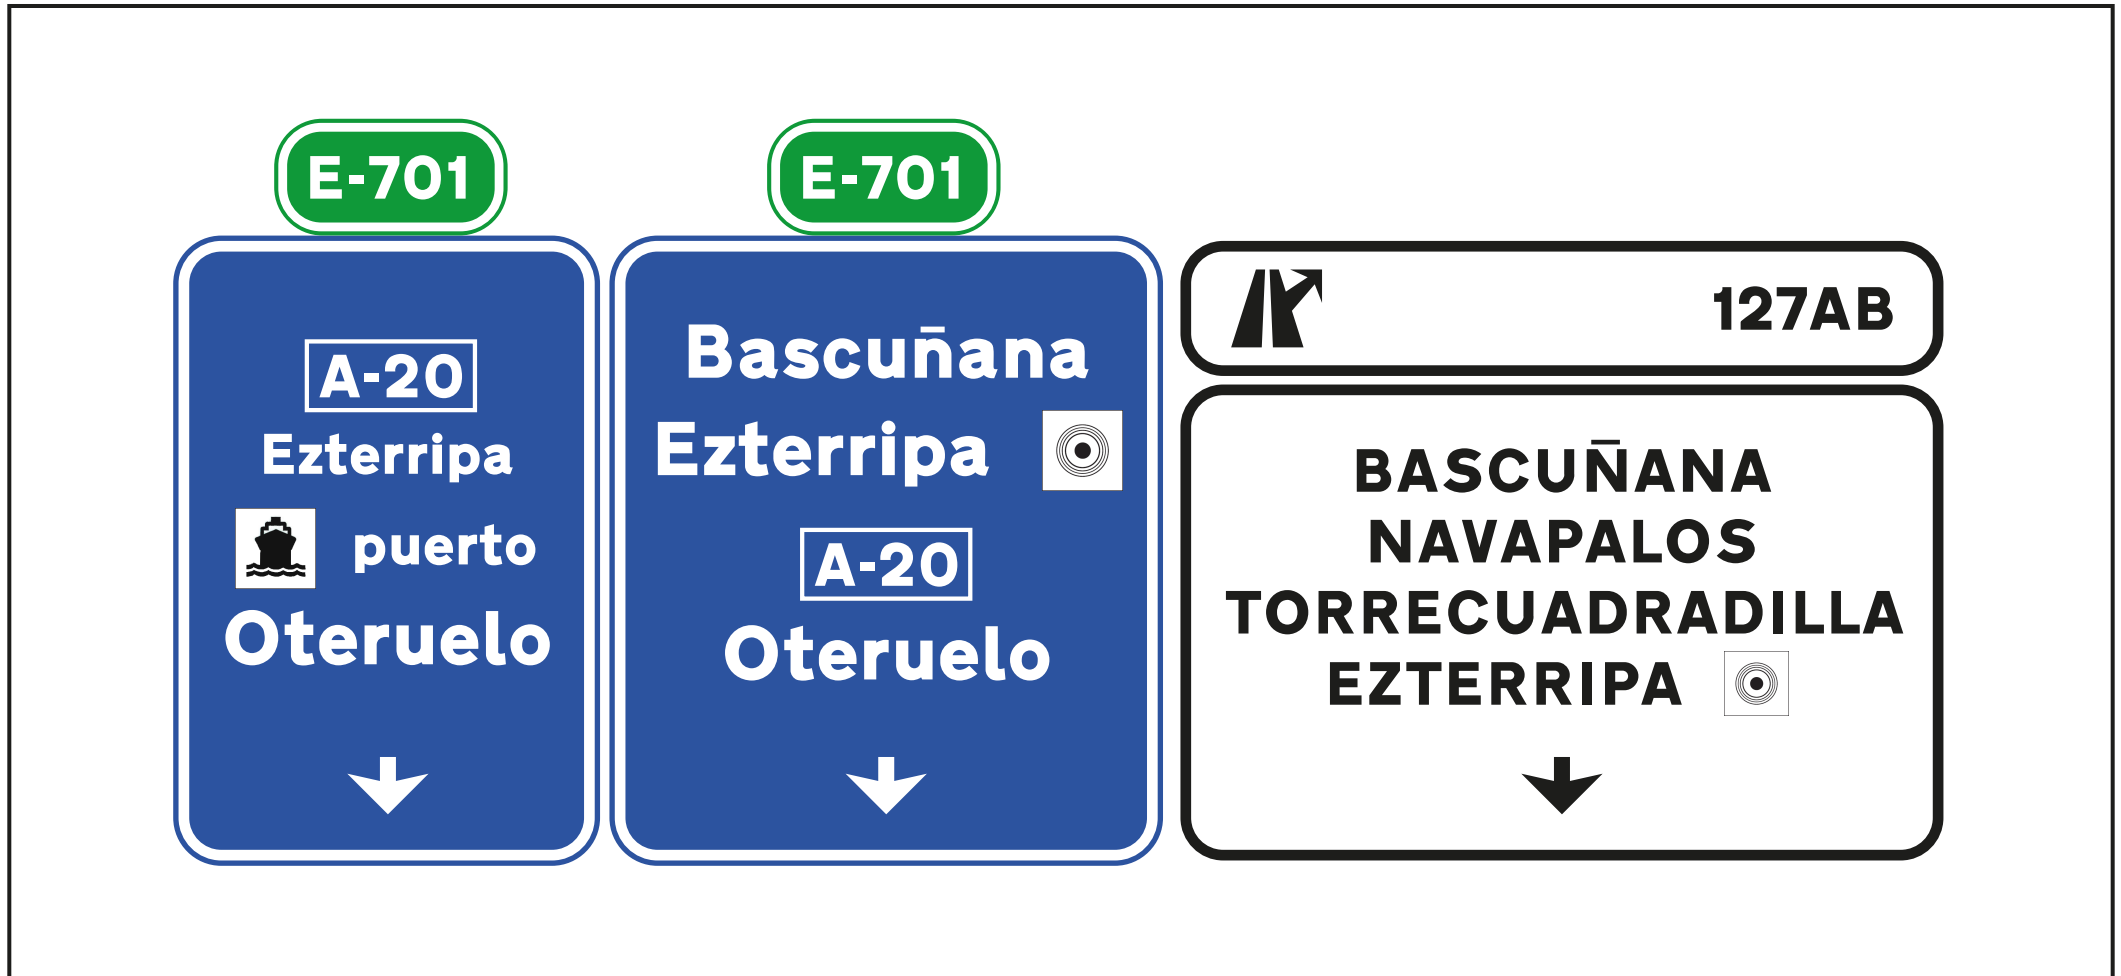 E-701
A-20
Ezterripa
puerto
Oteruelo
E-701
Bascuñana
Ezterripa
A-20
Oteruelo
127AB
BASCUÑANA
NAVAPALOS
TORRECUADRADILLA
EZTERRIPA